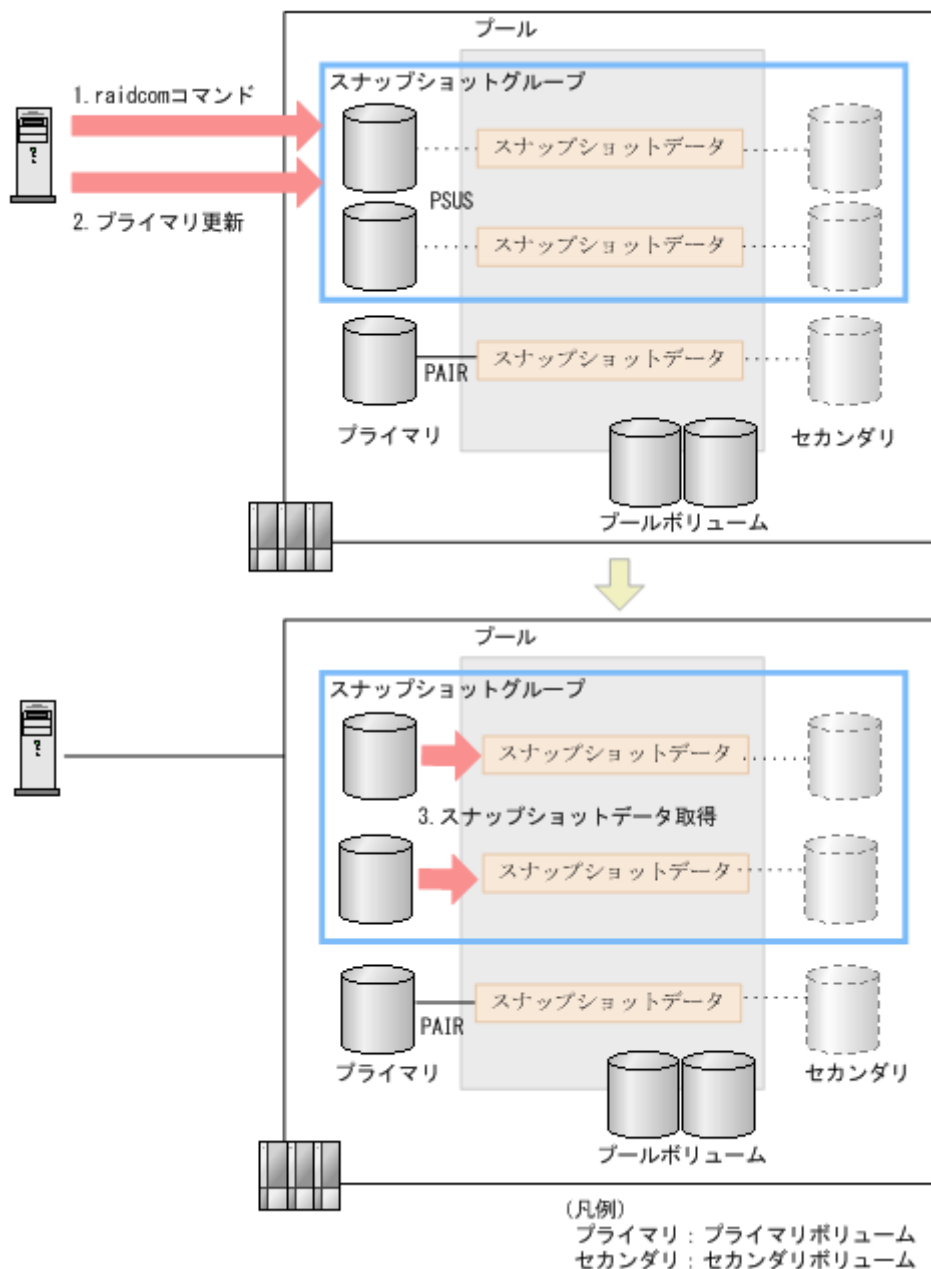 プール
スナップショットグループ
1. raidcomコマンド
スナップショットデータ
PSUS
2. プライマリ更新
スナップショットデータ
スナップショットデータ
PAIR
プライマリ
セカンダリ
プールボリューム
プール
スナップショットグループ
スナップショットデータ
3. スナップショットデータ取得
スナップショットデータ
スナップショットデータ
PAIR
プライマリ
セカンダリ
プールボリューム
(凡例)
プライマリ：プライマリボリューム
セカンダリ：セカンダリボリューム